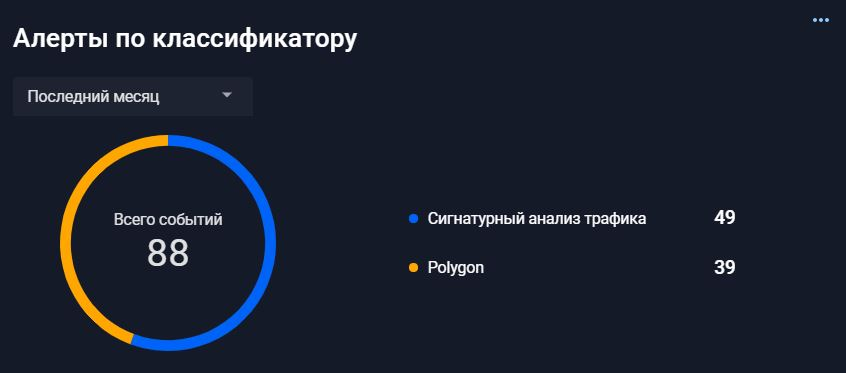 Алерты по классификатору
Последний месяц
Всего событий
88
Сигнатурный анализ трафика 49
Polygon 39